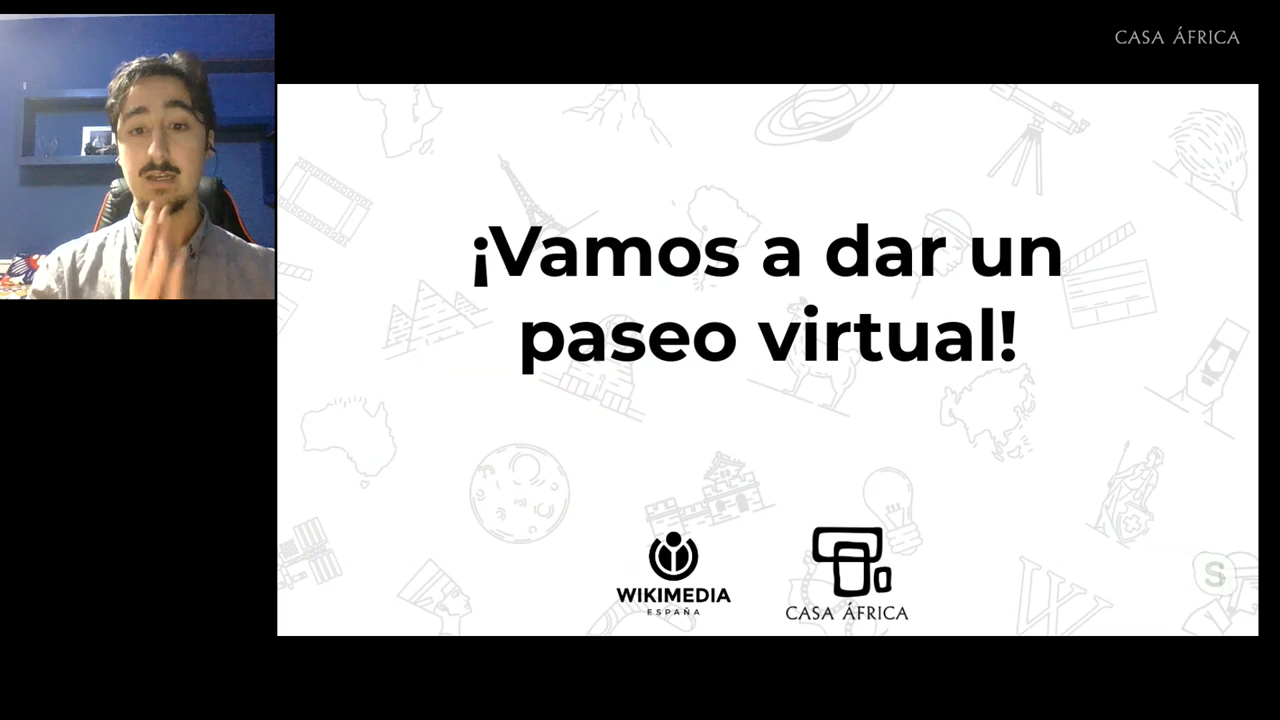 CASA ÁFRICA
¡Vamos a dar un
paseo virtual!
WIKIMEDIA
ESPAÑA
CASA ÁFRICA
W
S